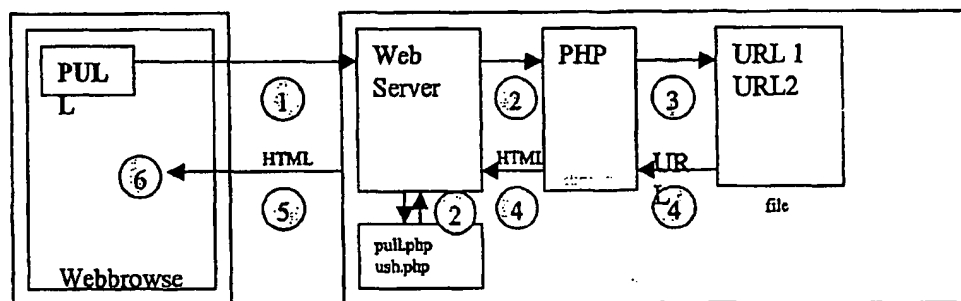 PUL
L
1
HTML
6
5
Webbrowse
Web
Server
2
PHP
3
URL 1
URL2
HTML
4
UR
L
4
file
2
pull.php
ush.php